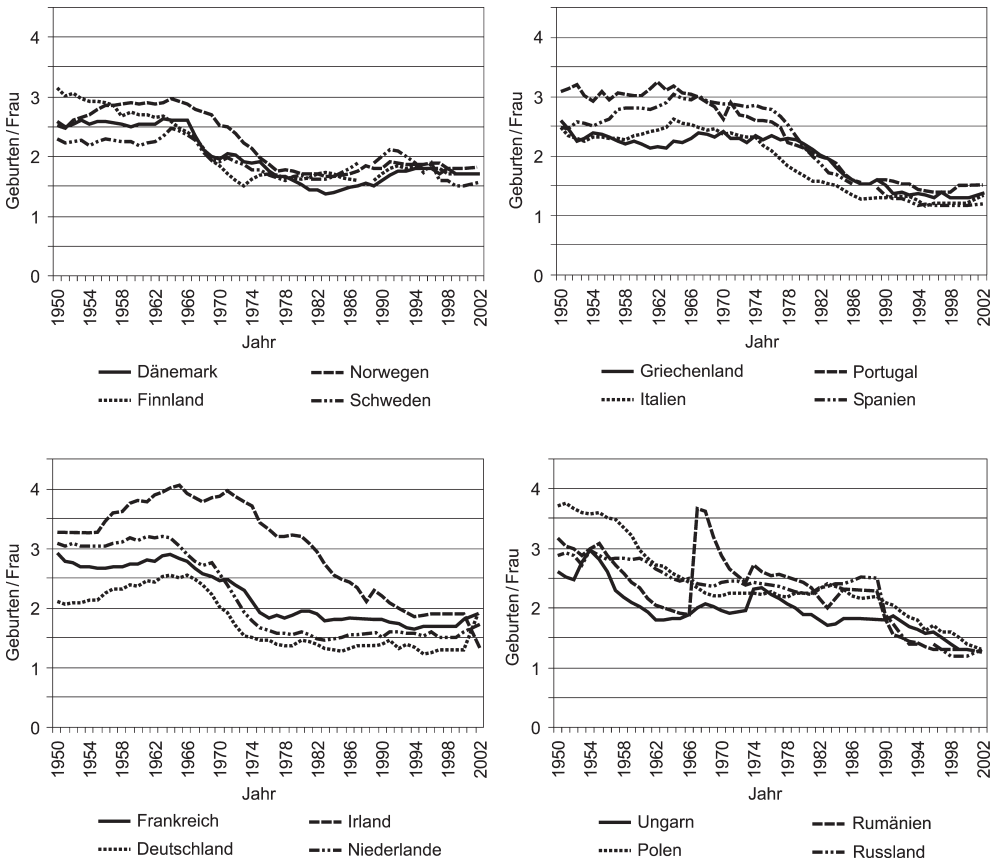 4
3
2
1
0
Geburten / Frau
1950 1954 1958 1962 1966 1970 1974 1978 1982 1986 1990 1994 1998 2002
Jahr
Dänemark Norwegen
Finnland Schweden
4
3
2
1
0
Geburten / Frau
1950 1954 1958 1962 1966 1970 1974 1978 1982 1986 1990 1994 1998 2002
Jahr
Griechenland Portugal
Italien Spanien
4
3
2
1
0
Geburten / Frau
1950 1954 1958 1962 1966 1970 1974 1978 1982 1986 1990 1994 1998 2002
Jahr
Frankreich Irland
Deutschland Niederlande
4
3
2
1
0
Geburten / Frau
1950 1954 1958 1962 1966 1970 1974 1978 1982 1986 1990 1994 1998 2002
Jahr
Ungarn Rumänien
Polen Russland